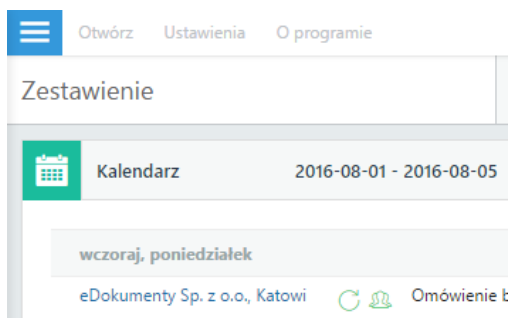 Otwórz Ustawienia O programie
Zestawienie
Kalendarz 2016-08-01 - 2016-08-05
wczoraj, poniedziałek
eDokumenty Sp. z o.o., Katowi Omówienie b